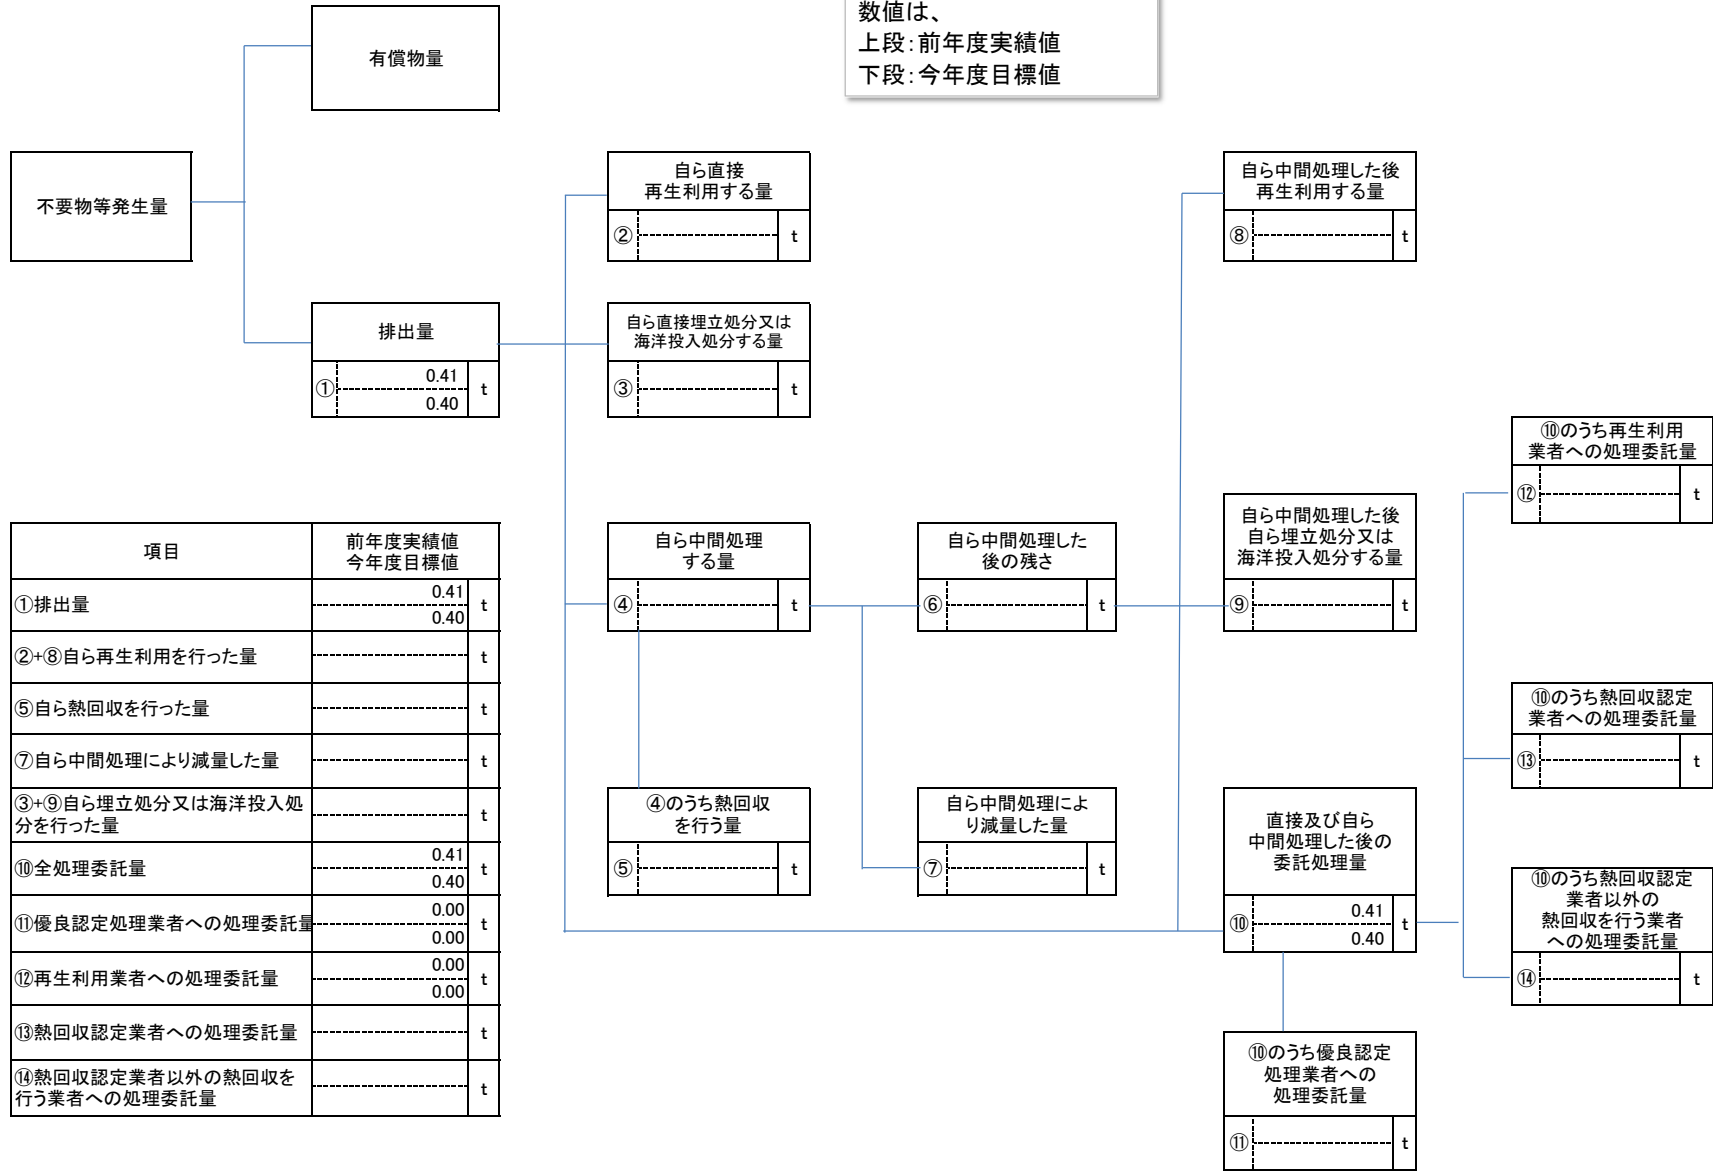 数値は、
上段：前年度実績値
下段：今年度目標値
有償物量
不要物等発生量
自ら直接
再生利用する量
② t
自ら中間処理した後
再生利用する量
⑧ t
排出量
① 0.41 t
0.40
自ら直接埋立処分又は
海洋投入処分する量
③ t
⑩のうち再生利用
業者への処理委託量
⑫ t
自ら中間処理
する量
④ t
自ら中間処理した
後の残さ
⑥ t
自ら中間処理した後
自ら埋立処分又は
海洋投入処分する量
⑨ t
⑩のうち熱回収認定
業者への処理委託量
⑬ t
④のうち熱回収
を行う量
⑤ t
自ら中間処理によ
り減量した量
⑦ t
直接及び自ら
中間処理した後の
委託処理量
⑩ 0.41 t
0.40
⑩のうち熱回収認定
業者以外の
熱回収を行う業者
への処理委託量
⑭ t
⑩のうち優良認定
処理業者への
処理委託量
⑪ t
項目 前年度実績値
今年度目標値
①排出量 0.41 t
0.40
②+⑧自ら再生利用を行った量 t
⑤自ら熱回収を行った量 t
⑦自ら中間処理により減量した量 t
③+⑨自ら埋立処分又は海洋投入処
分を行った量 t
⑩全処理委託量 0.41 t
0.40
⑪優良認定処理業者への処理委託量 0.00 t
0.00
⑫再生利用業者への処理委託量 0.00 t
0.00
⑬熱回収認定業者への処理委託量 t
⑭熱回収認定業者以外の熱回収を
行う業者への処理委託量 t